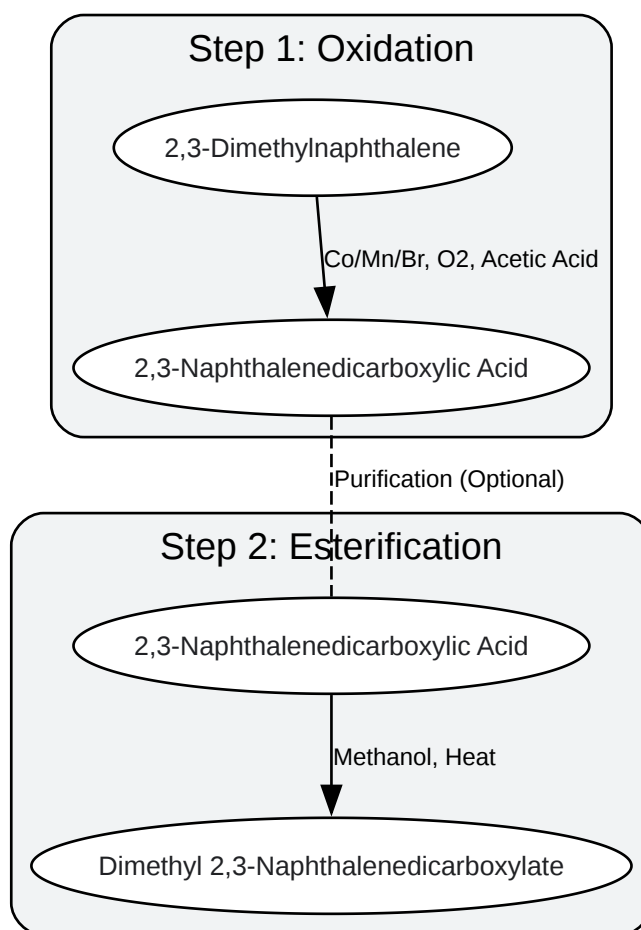 Step 1: Oxidation
2,3-Dimethylnaphthalene
Co/Mn/Br, O2, Acetic Acid
2,3-Naphthalenedicarboxylic Acid
Purification (Optional)
Step 2: Esterification
2,3-Naphthalenedicarboxylic Acid
Methanol, Heat
Dimethyl 2,3-Naphthalenedicarboxylate